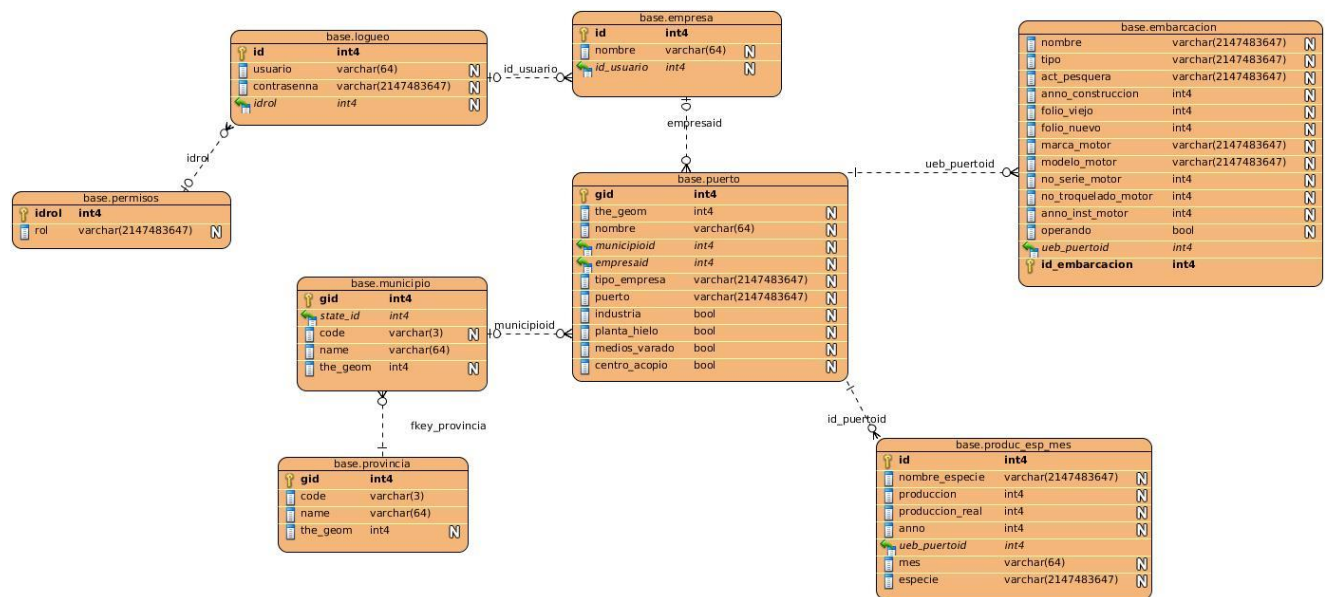 base.logueo
id int4
usuario varchar(64) N
contrasenna varchar(2147483647) N
idrol int4 N
id_usuario
base.empresa
id int4
nombre varchar(64) N
id_usuario int4 N
empresaid
base.embarcacion
nombre varchar(2147483647) N
tipo varchar(2147483647) N
act_pesquera varchar(2147483647) N
anno_construccion int4 N
folio_viejo int4 N
folio_nuevo int4 N
marca_motor varchar(2147483647) N
modelo_motor varchar(2147483647) N
no_serie_motor int4 N
no_troquelado_motor int4 N
anno_inst_motor int4 N
operando bool N
ueb_puertoid int4
id_embarcacion int4
idrol
base.permisos
idrol int4
rol varchar(2147483647) N
ueb_puertoid
base.puerto
gid int4
the_geom int4 N
nombre varchar(64) N
municipioid int4 N
empresaid int4 N
tipo_empresa varchar(2147483647) N
puerto varchar(2147483647) N
industria bool N
planta_hielo bool N
medios_varado bool N
centro_acopio bool N
base.municipio
gid int4
state_id int4
code varchar(3) N
name varchar(64)
the_geom int4 N
municipioid
fkey_provincia
base.provincia
gid int4
code varchar(3)
name varchar(64)
the_geom int4 N
id_puertoid
base.produc_esp_mes
id int4
nombre_especie varchar(2147483647) N
produccion int4 N
produccion_real int4 N
anno int4 N
ueb_puertoid int4
mes varchar(64) N
especie varchar(2147483647) N